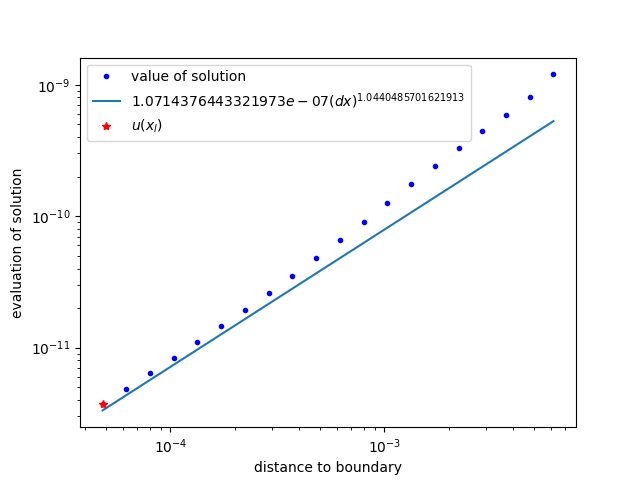 value of solution
1.0714376443321973e − 07(dx)^1.0440485701621913
u(x_l)
10^−9
10^−10
10^−11
evaluation of solution
10^−4
10^−3
distance to boundary